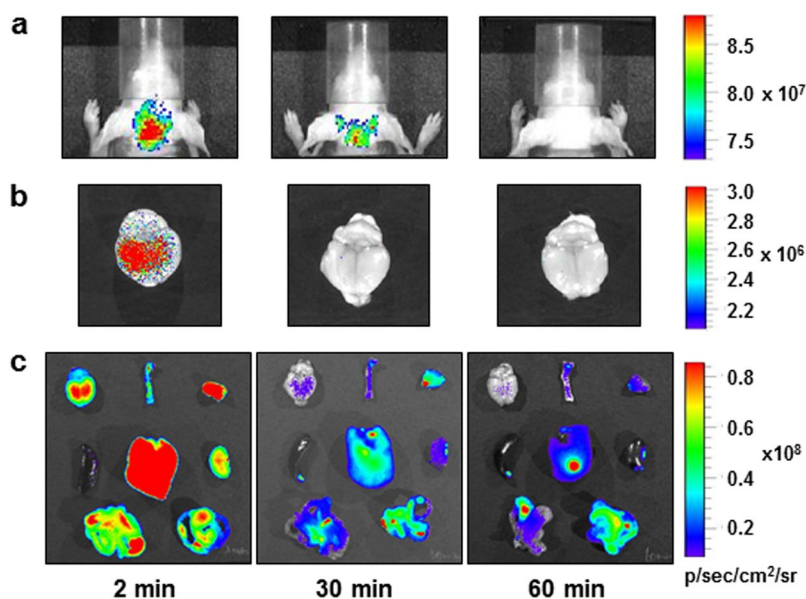 a
8.5
8.0 x 10⁷
7.5
b
3.0
2.8
2.6 x 10⁶
2.4
2.2
c
0.8
0.6
x10⁸
0.4
0.2
p/sec/cm²/sr
2 min
30 min
60 min